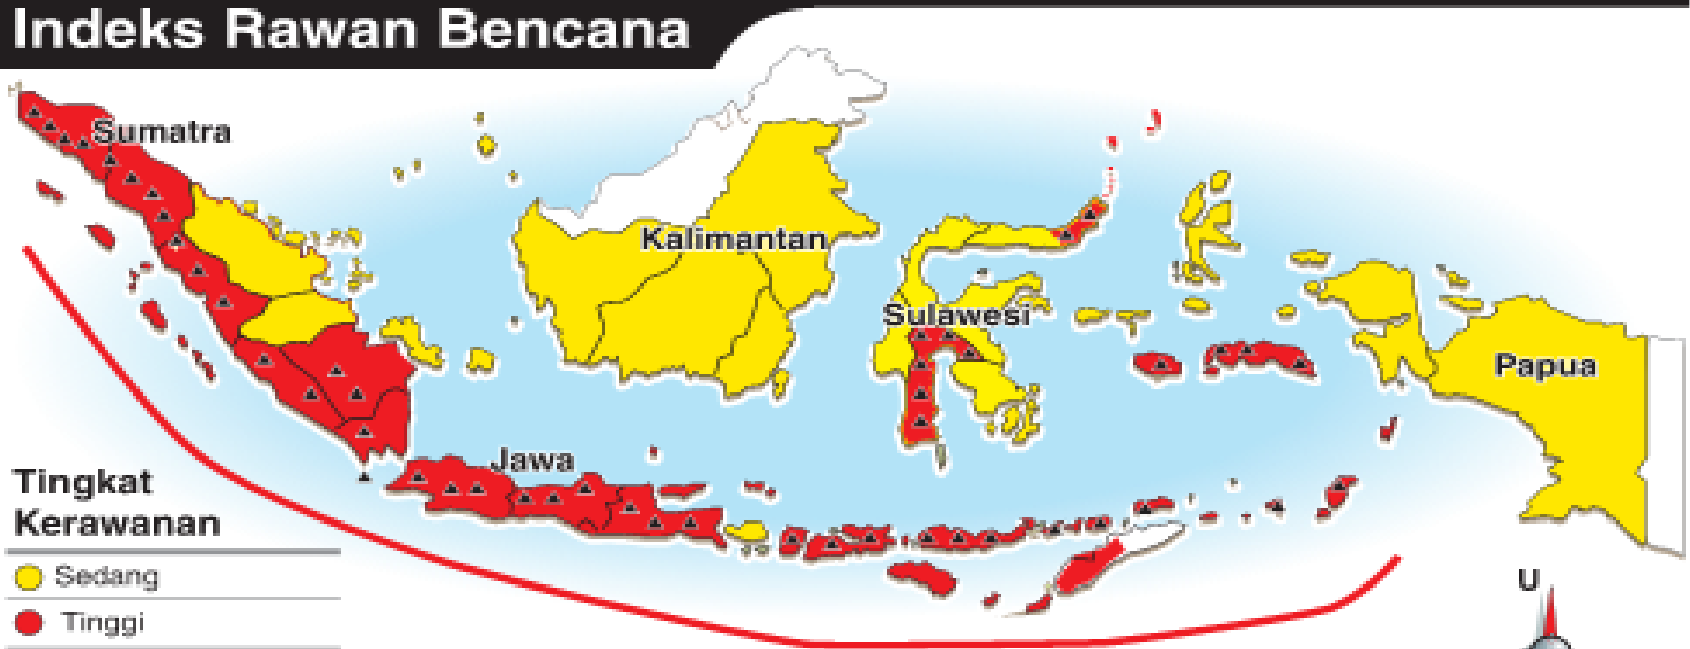 Indeks Rawan Bencana
Sumatra
Kalimantan
Sulawesi
Papua
Jawa
Tingkat
Kerawanan
Sedang
Tinggi
U